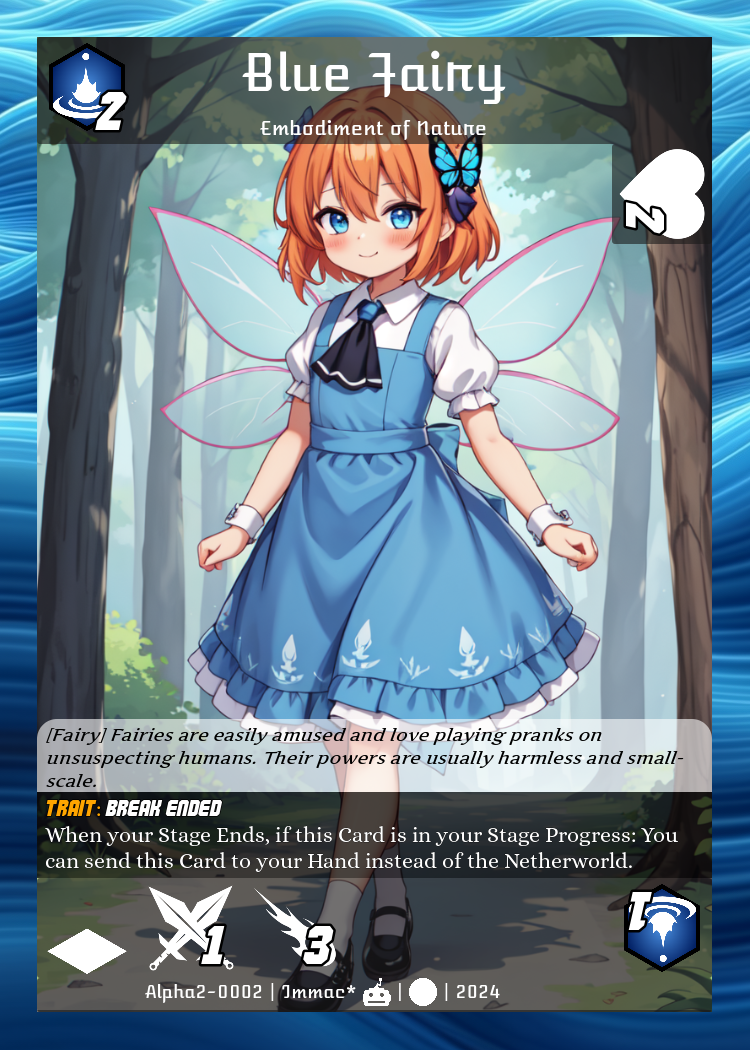 2
Blue Fairy
Embodiment of Nature
2
[Fairy] Fairies are easily amused and love playing pranks on
unsuspecting humans. Their powers are usually harmless and small-
scale.
TRAIT: BREAK ENDED
When your Stage Ends, if this Card is in your Stage Progress: You
can send this Card to your Hand instead of the Netherworld.
1
3
1
Alpha2-0002 | Immac* | | 2024